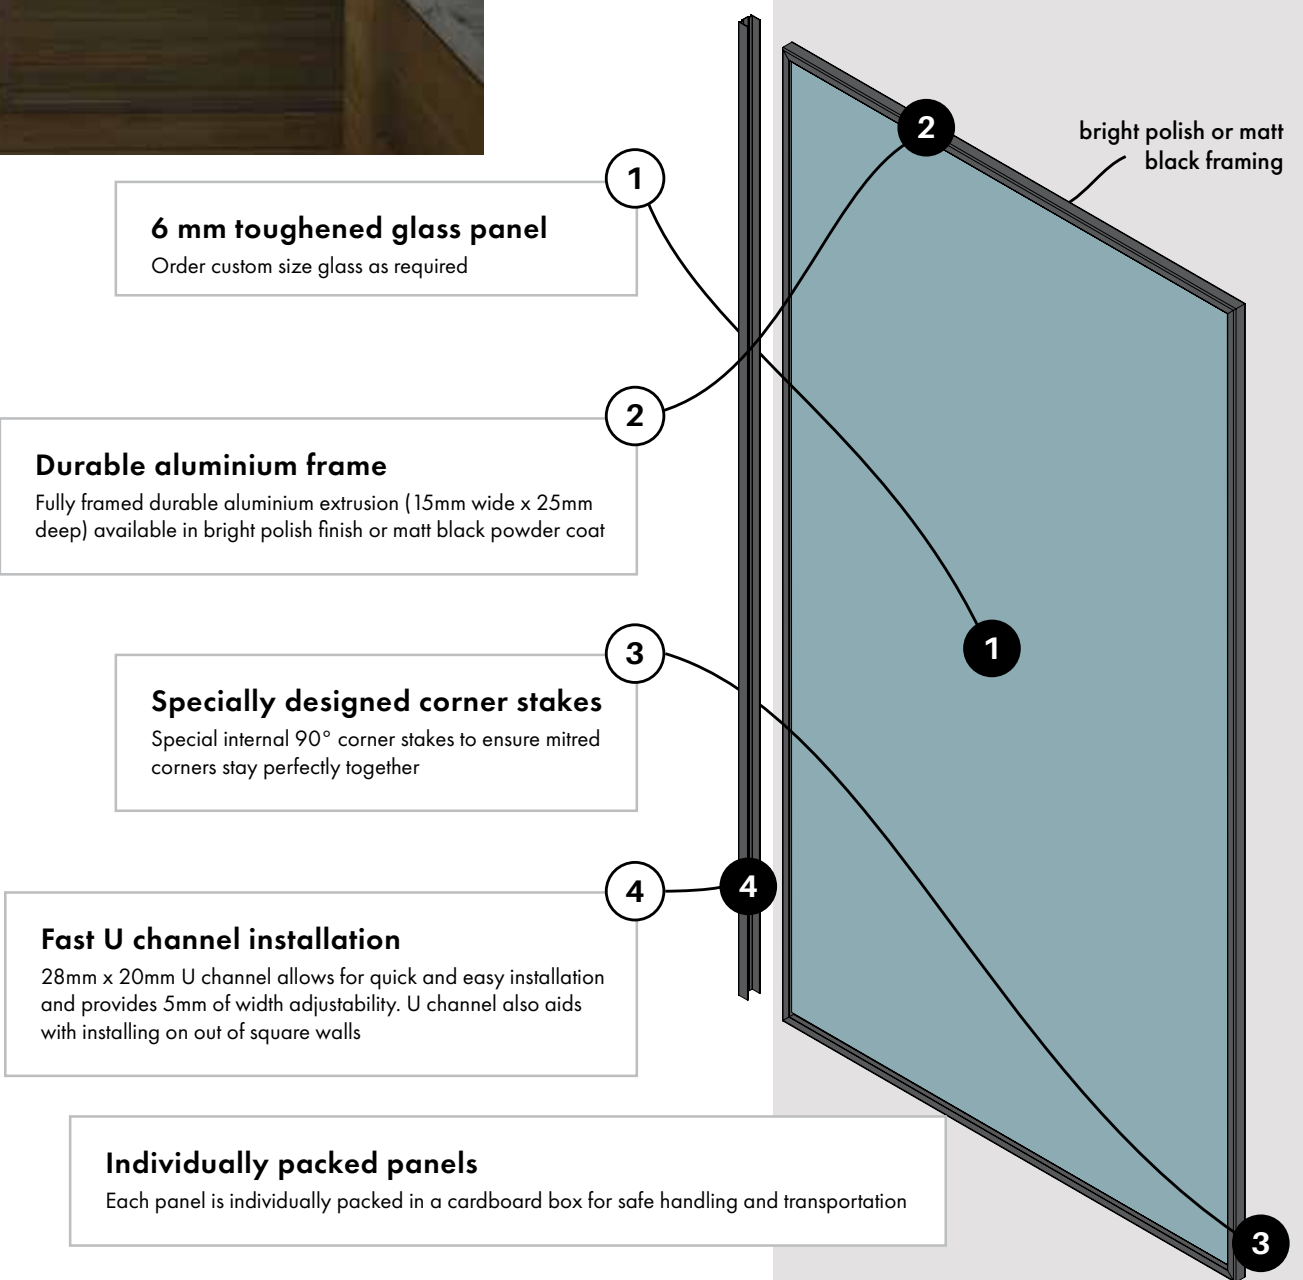 bright polish or matt
black framing
1
6 mm toughened glass panel
Order custom size glass as required
2
2
Durable aluminium frame
Fully framed durable aluminium extrusion (15mm wide x 25mm
deep) available in bright polish finish or matt black powder coat
1
3
Specially designed corner stakes
Special internal 90° corner stakes to ensure mitred
corners stay perfectly together
4
4
Fast U channel installation
28mm x 20mm U channel allows for quick and easy installation
and provides 5mm of width adjustability. U channel also aids
with installing on out of square walls
Individually packed panels
Each panel is individually packed in a cardboard box for safe handling and transportation
3